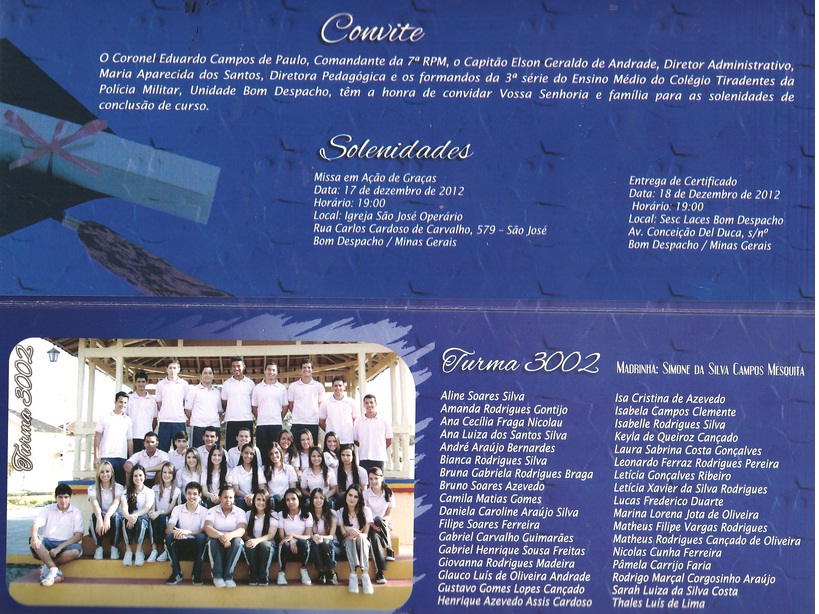 Convite
O Coronel Eduardo Campos de Paulo, Comandante da 7ª RPM, o Capitão Elson Geraldo de Andrade, Diretor Administrativo,
Maria Aparecida dos Santos, Diretora Pedagógica e os formandos da 3ª série do Ensino Médio do Colégio Tiradentes da
Polícia Militar, Unidade Bom Despacho, têm a honra de convidar Vossa Senhoria e família para as solenidades de
conclusão de curso.
Solenidades
Missa em Ação de Graças
Data: 17 de dezembro de 2012
Horário: 19:00
Local: Igreja São José Operário
Rua Carlos Cardoso de Carvalho, 579 - São José
Bom Despacho / Minas Gerais
Entrega de Certificado
Data: 18 de Dezembro de 2012
Horário: 19:00
Local: Sesc Laces Bom Despacho
Av. Conceição Del Duca, s/nº
Bom Despacho / Minas Gerais
Turma 3002
Turma 3002
Madrinha: Simone da Silva Campos Mesquita
Aline Soares Silva
Amanda Rodrigues Gontijo
Ana Cecília Fraga Nicolau
Ana Luiza dos Santos Silva
André Araújo Bernardes
Bianca Rodrigues Silva
Bruna Gabriela Rodrigues Braga
Bruno Soares Azevedo
Camila Matias Gomes
Daniela Caroline Araújo Silva
Filipe Soares Ferreira
Gabriel Carvalho Guimarães
Gabriel Henrique Sousa Freitas
Giovanna Rodrigues Madeira
Glauco Luís de Oliveira Andrade
Gustavo Gomes Lopes Cançado
Henrique Azevedo Assis Cardoso
Isa Cristina de Azevedo
Isabela Campos Clemente
Isabelle Rodrigues Silva
Keyla de Queiroz Cançado
Laura Sabrina Costa Gonçalves
Leonardo Ferraz Rodrigues Pereira
Letícia Gonçalves Ribeiro
Letícia Xavier da Silva Rodrigues
Lucas Frederico Duarte
Marina Lorena Jota de Oliveira
Matheus Filipe Vargas Rodrigues
Matheus Rodrigues Cançado de Oliveira
Nicolas Cunha Ferreira
Pâmela Carrijo Faria
Rodrigo Marçal Corgosinho Araújo
Sarah Luiza da Silva Costa
Thales Luís de Lima